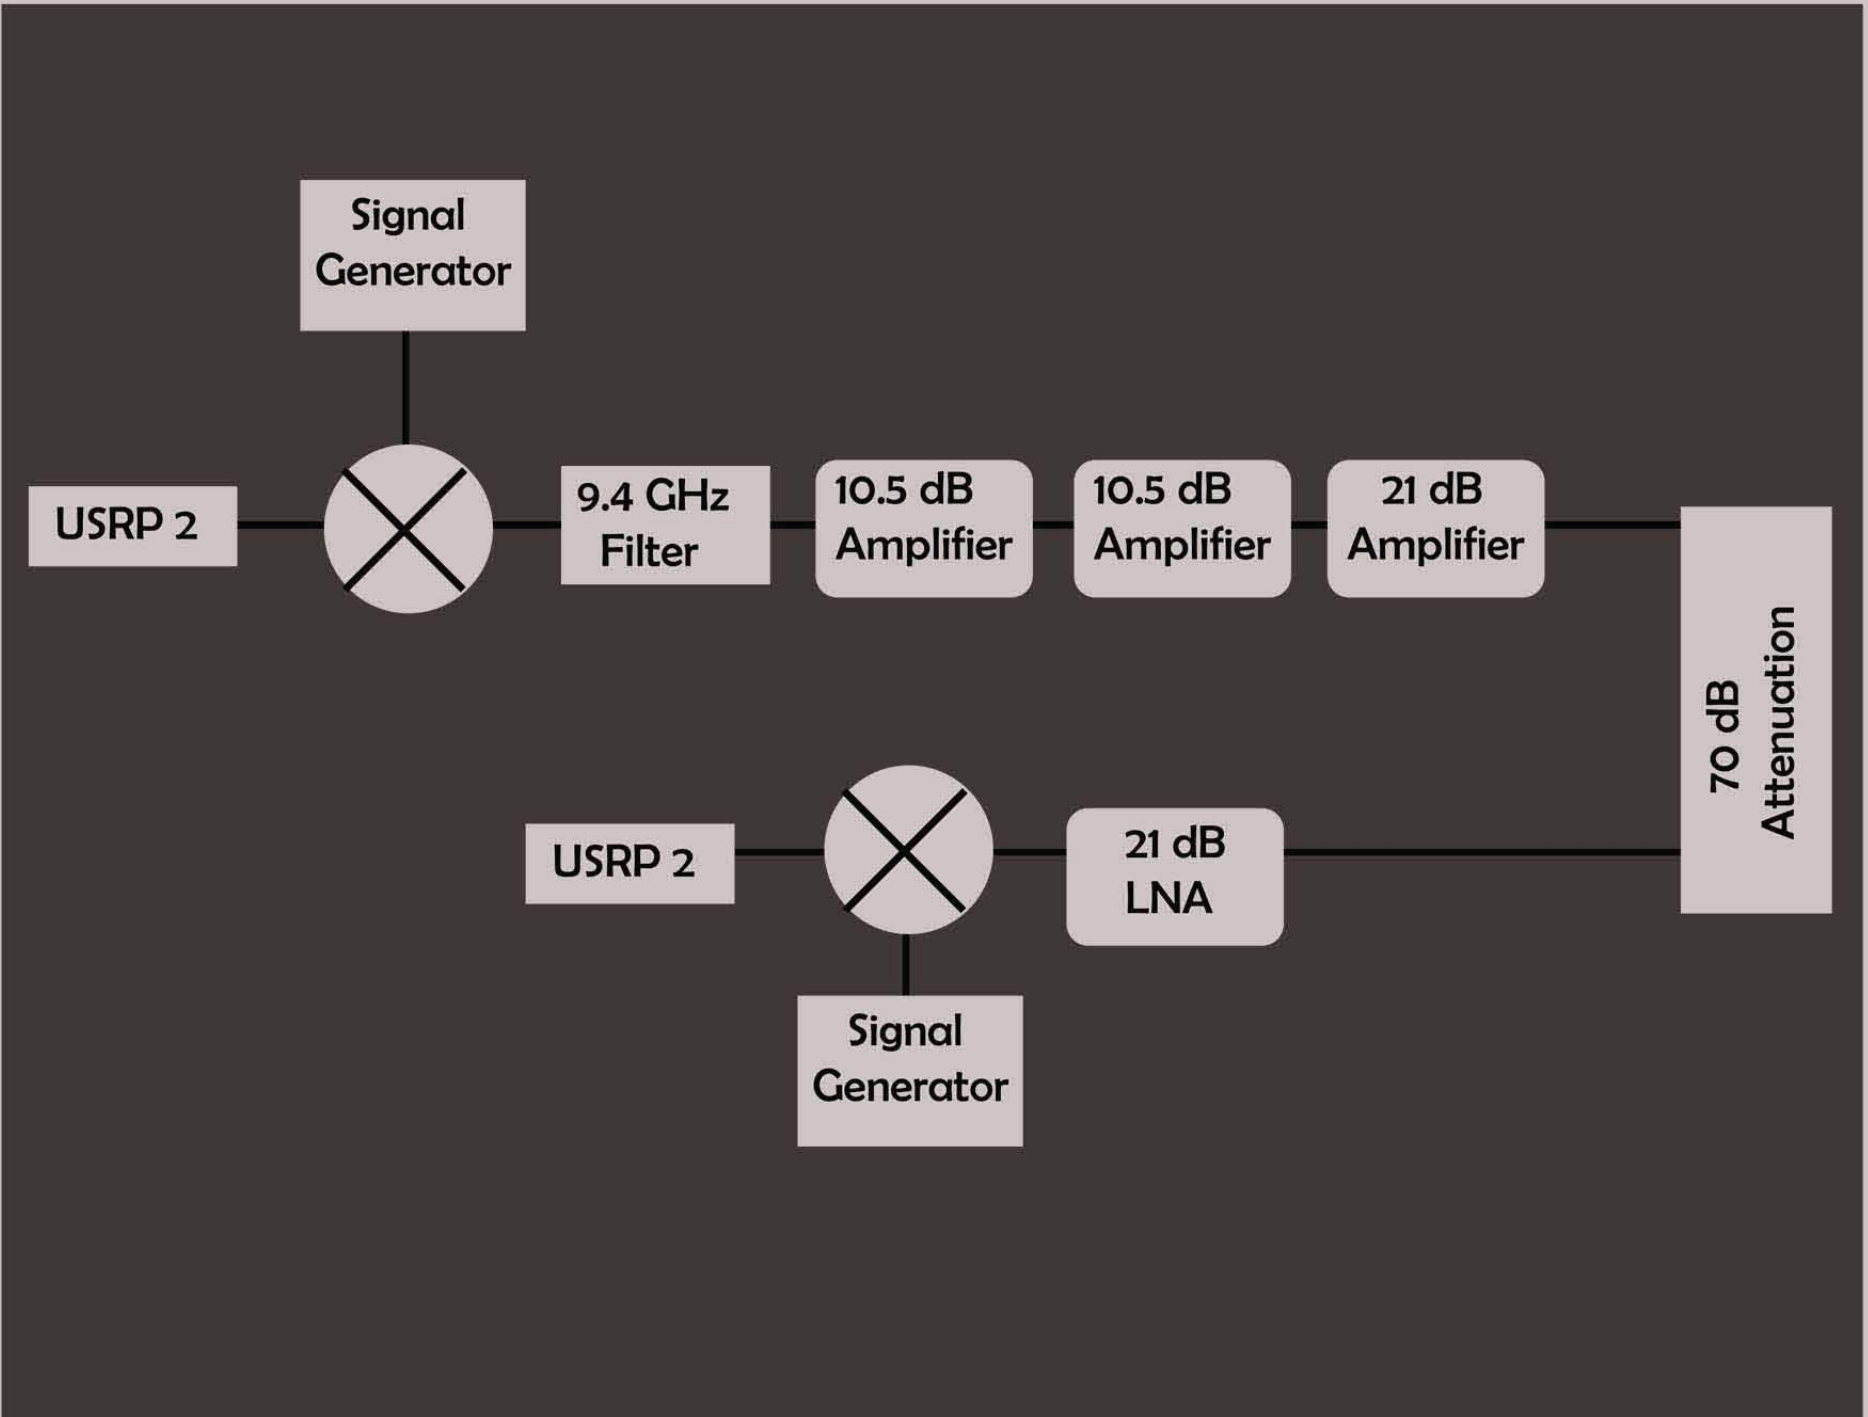 Signal
Generator
USRP 2
9.4 GHz
Filter
10.5 dB
Amplifier
10.5 dB
Amplifier
21 dB
Amplifier
70 dB
Attenuation
USRP 2
21 dB
LNA
Signal
Generator